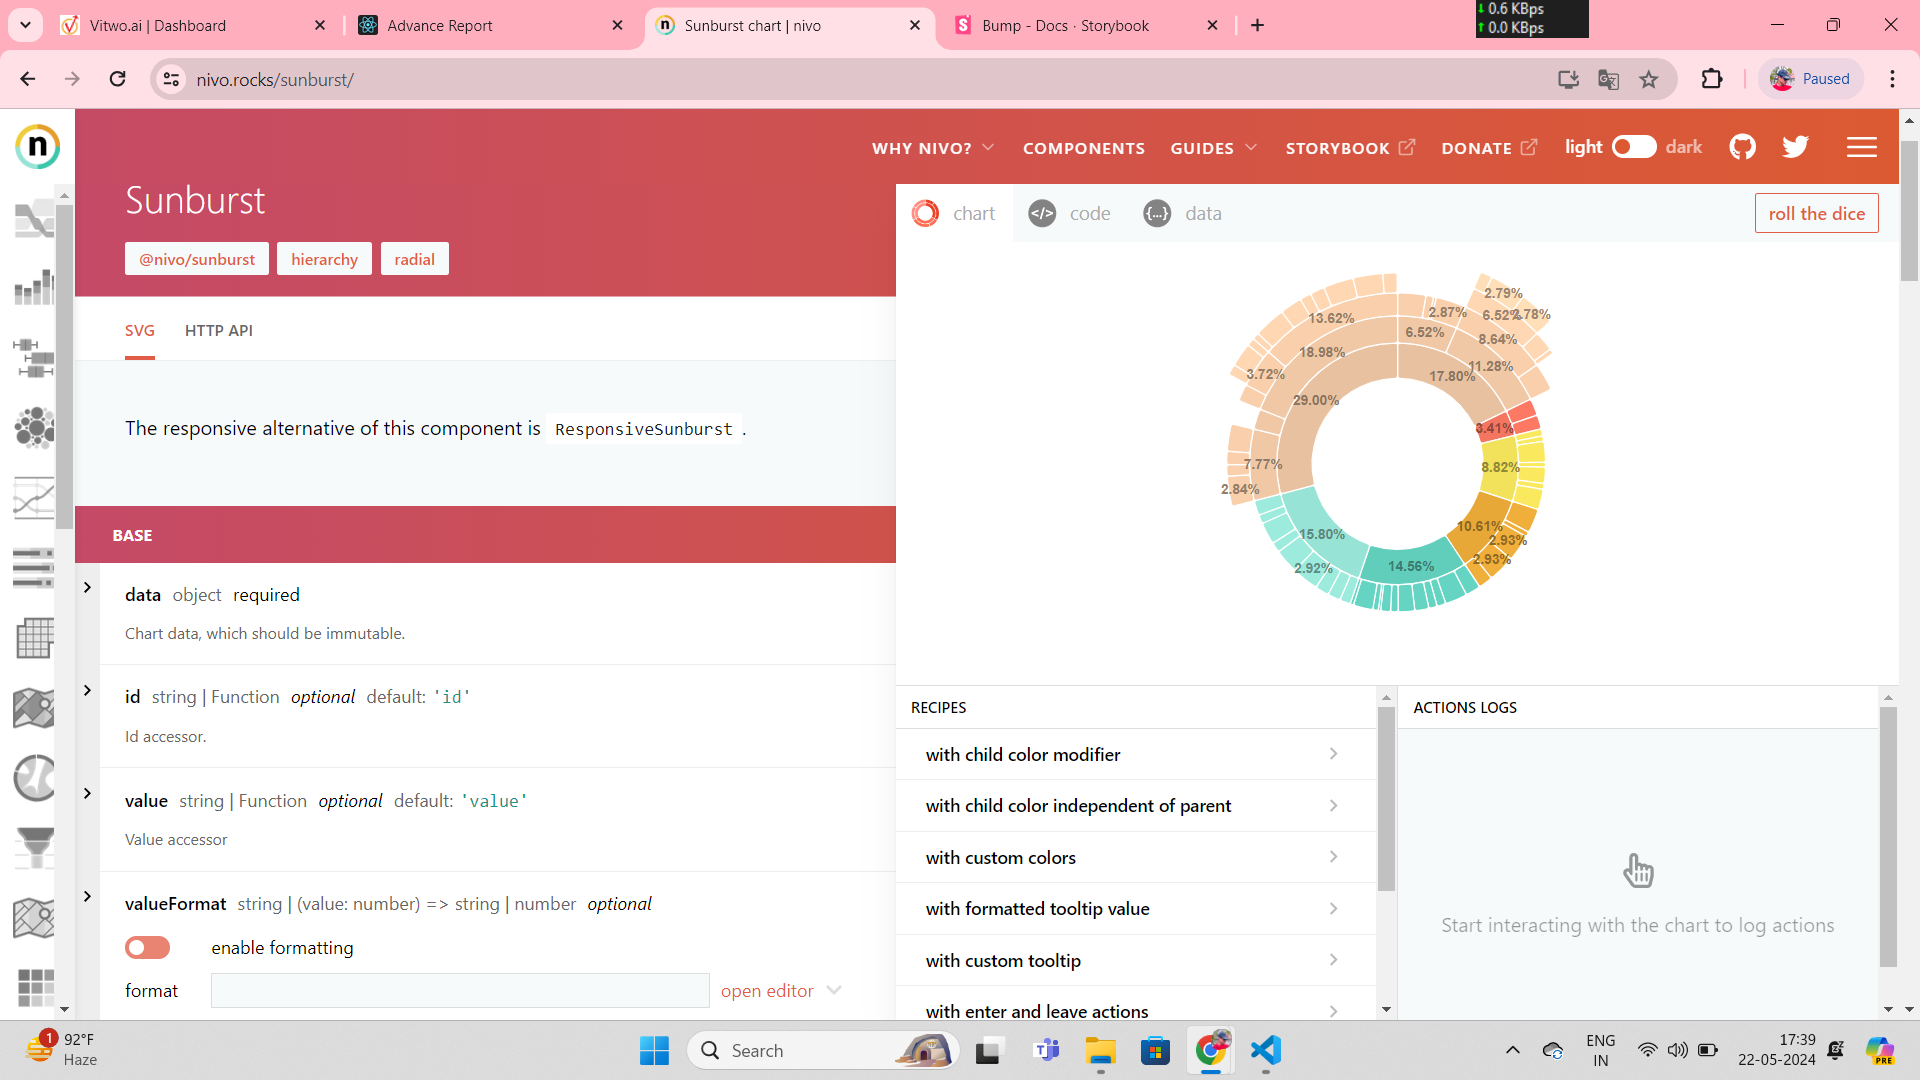 Vitwo.ai | Dashboard
Advance Report
Sunburst chart | nivo
Bump - Docs · Storybook
0.6 KBps
0.0 KBps
nivo.rocks/sunburst/
Paused
n
WHY NIVO?
COMPONENTS
GUIDES
STORYBOOK
DONATE
light
dark
Sunburst
@nivo/sunburst
hierarchy
radial
chart
code
data
roll the dice
SVG
HTTP API
The responsive alternative of this component is ResponsiveSunburst .
BASE
data object required
Chart data, which should be immutable.
id string | Function optional default: 'id'
Id accessor.
value string | Function optional default: 'value'
Value accessor
valueFormat string | (value: number) => string | number optional
enable formatting
format
open editor
2.79%
6.52%
2.78%
2.87%
13.62%
6.52%
8.64%
18.98%
11.28%
3.72%
17.80%
29.00%
3.41%
7.77%
8.82%
2.84%
10.61%
15.80%
2.93%
2.93%
14.56%
2.92%
RECIPES
with child color modifier
with child color independent of parent
with custom colors
with formatted tooltip value
with custom tooltip
with enter and leave actions
ACTIONS LOGS
Start interacting with the chart to log actions
1
92°F
Haze
Search
ENG
IN
17:39
22-05-2024
PRE